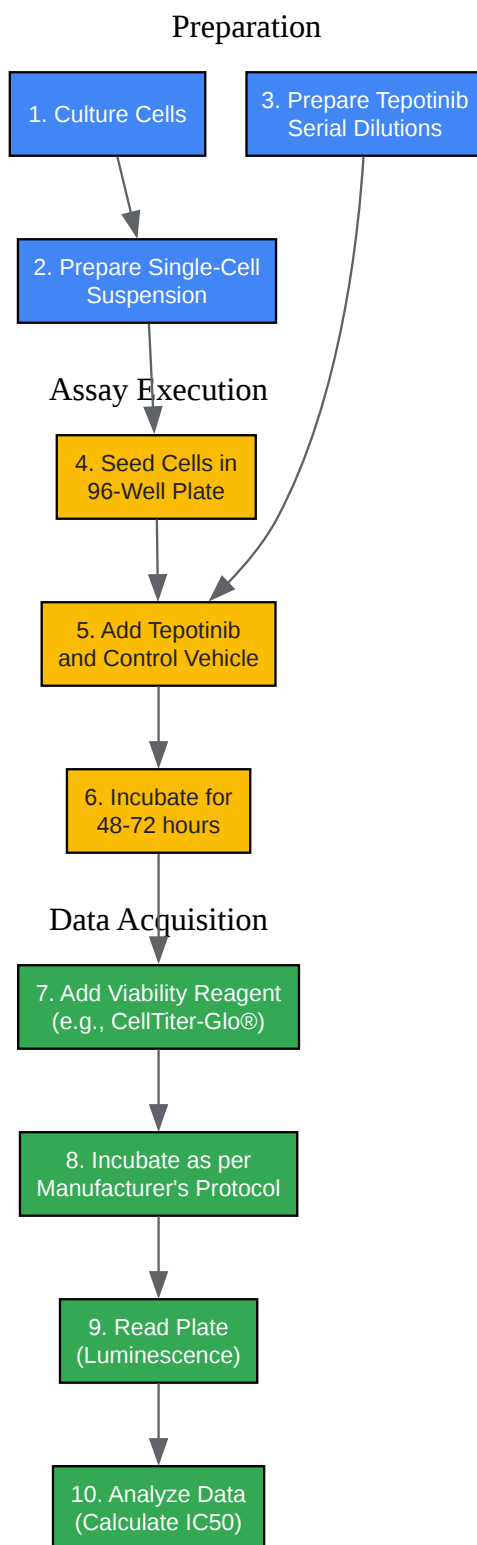 Preparation
1. Culture Cells
3. Prepare Tepotinib
Serial Dilutions
2. Prepare Single-Cell
Suspension
Assay Execution
4. Seed Cells in
96-Well Plate
5. Add Tepotinib
and Control Vehicle
6. Incubate for
48-72 hours
Data Acquisition
7. Add Viability Reagent
(e.g., CellTiter-Glo®)
8. Incubate as per
Manufacturer's Protocol
9. Read Plate
(Luminescence)
10. Analyze Data
(Calculate IC50)